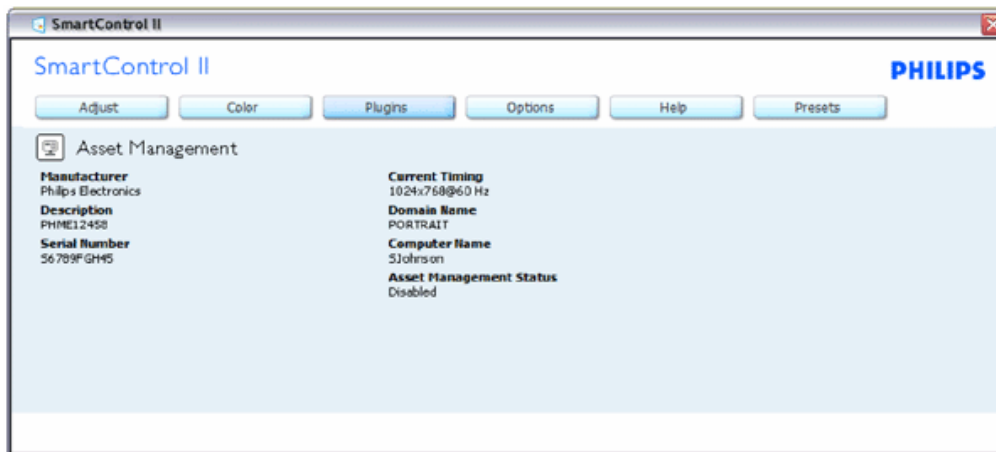 SmartControl II
SmartControl II
PHILIPS
Adjust
Color
Plugins
Options
Help
Presets
Asset Management
Manufacturer
Philips Electronics
Description
PHME12458
Serial Number
56789FGH45
Current Timing
1024x768@60 Hz
Domain Name
PORTRAIT
Computer Name
SJohnson
Asset Management Status
Disabled